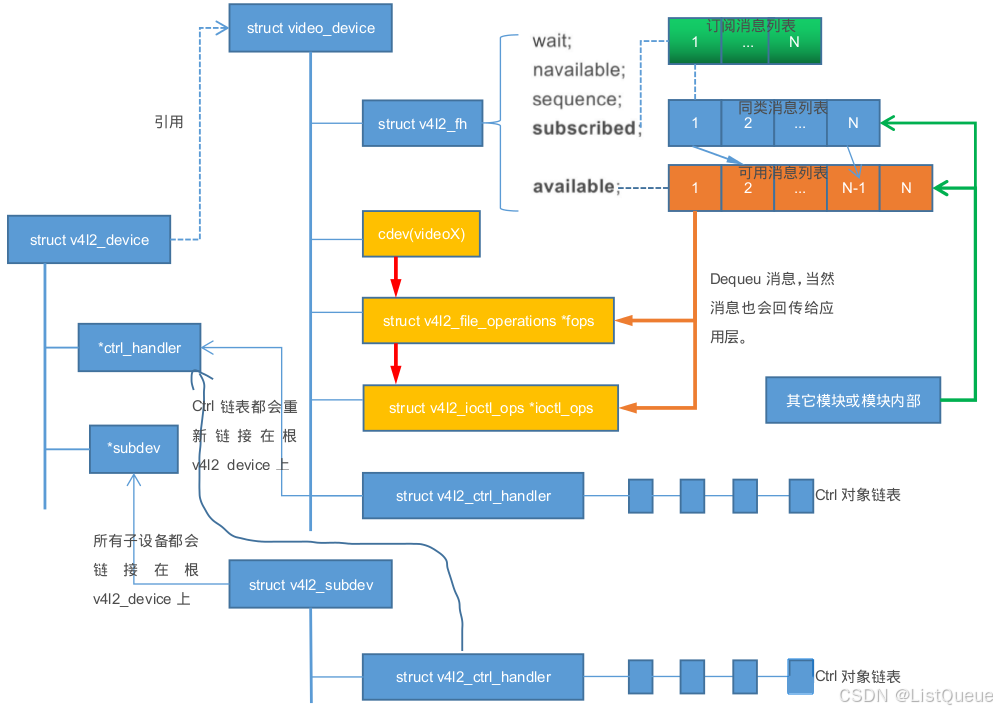 struct video_device
引用
struct v4l2_device
*ctrl_handler
*subdev
Ctrl 链表都会重
新链接在根
v4l2 device 上
所有子设备都会
链接在根
v4l2_device 上
struct v4l2_fh
wait;
navailable;
sequence;
subscribed;
available;
订阅消息列表
1 ... N
同类消息列表
1 2 ... N
可用消息列表
1 2 ... N-1 N
cdev(videoX)
struct v4l2_file_operations *fops
struct v4l2_ioctl_ops *ioctl_ops
Dequeu 消息，当然
消息也会回传给应
用层。
其它模块或模块内部
struct v4l2_ctrl_handler
Ctrl 对象链表
struct v4l2_subdev
struct v4l2_ctrl_handler
Ctrl 对象链表
CSDN @ListQueue